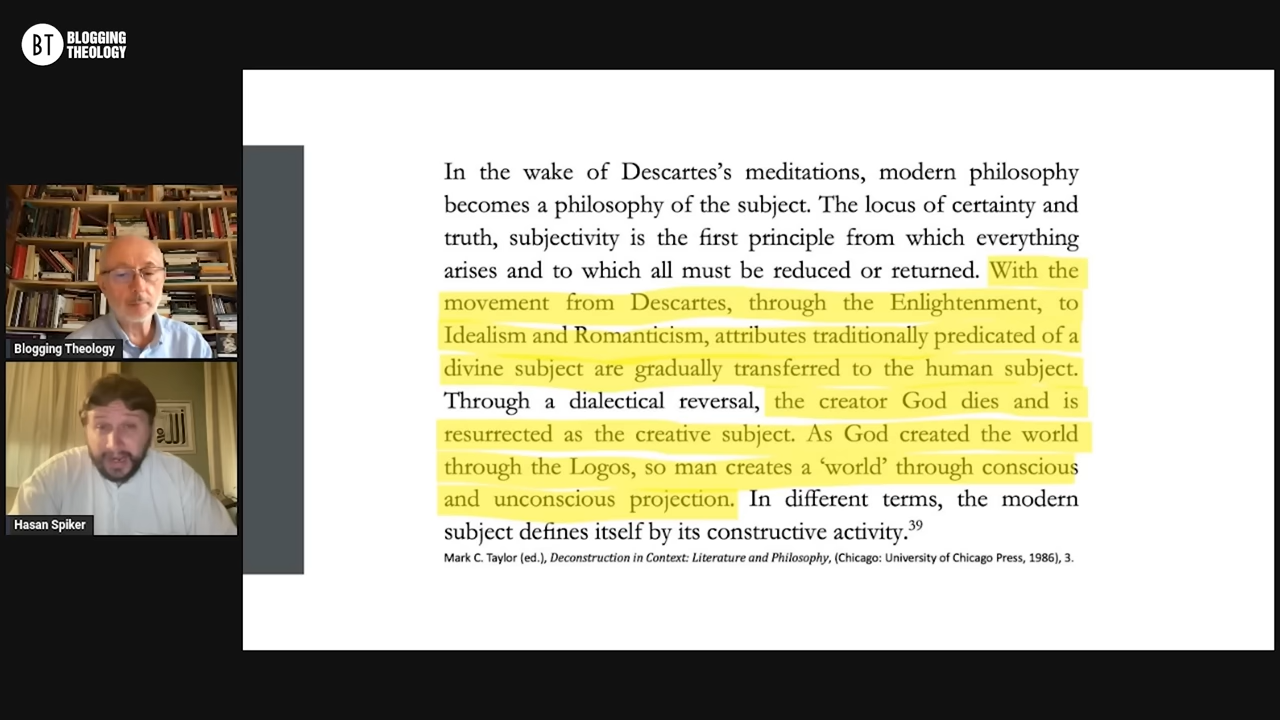 BT BLOGGING
THEOLOGY
In the wake of Descartes’s meditations, modern philosophy
becomes a philosophy of the subject. The locus of certainty and
truth, subjectivity is the first principle from which everything
arises and to which all must be reduced or returned. With the
movement from Descartes, through the Enlightenment, to
Idealism and Romanticism, attributes traditionally predicated of a
divine subject are gradually transferred to the human subject.
Through a dialectical reversal, the creator God dies and is
resurrected as the creative subject. As God created the world
through the Logos, so man creates a ‘world’ through conscious
and unconscious projection. In different terms, the modern
subject defines itself by its constructive activity.39
Mark C. Taylor (ed.), Deconstruction in Context: Literature and Philosophy, (Chicago: University of Chicago Press, 1986), 3.
Blogging Theology
الله
Hasan Spiker